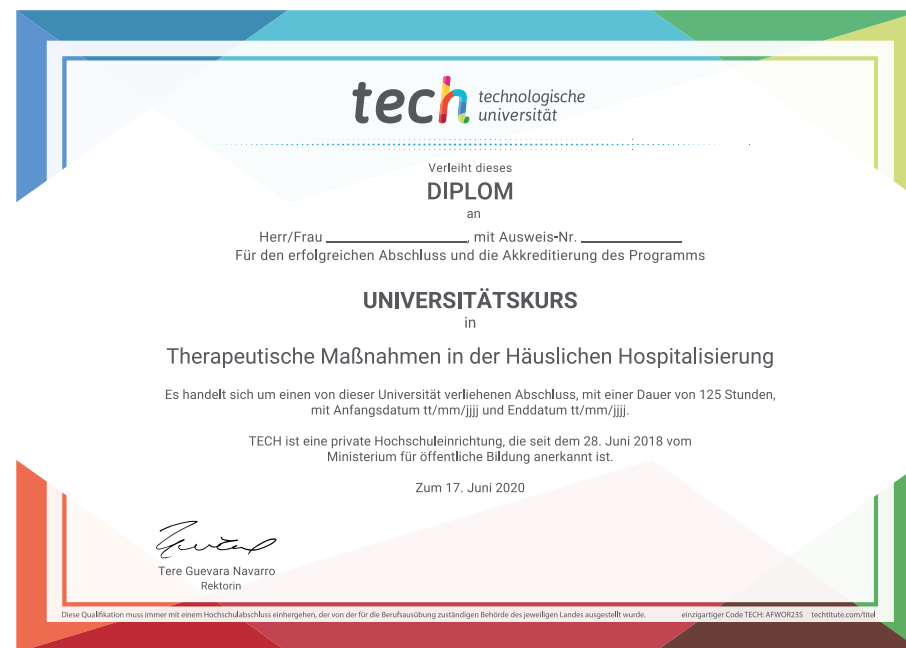 tech technologische
universität
Verleiht dieses
DIPLOM
an
Herr/Frau ____________, mit Ausweis-Nr. ____________
Für den erfolgreichen Abschluss und die Akkreditierung des Programms
UNIVERSITÄTSKURS
in
Therapeutische Maßnahmen in der Häuslichen Hospitalisierung
Es handelt sich um einen von dieser Universität verliehenen Abschluss, mit einer Dauer von 125 Stunden,
mit Anfangsdatum tt/mm/jjjj und Enddatum tt/mm/jjjj.
TECH ist eine private Hochschuleinrichtung, die seit dem 28. Juni 2018 vom
Ministerium für öffentliche Bildung anerkannt ist.
Zum 17. Juni 2020
Tere Guevara Navarro
Rektorin
Diese Qualifikation muss immer mit einem Hochschulabschluss einhergehen, der von der für die Berufsausübung zuständigen Behörde des jeweiligen Landes ausgestellt wurde. einzigartiger Code TECH: AFWOR23S techtitute.com/titel